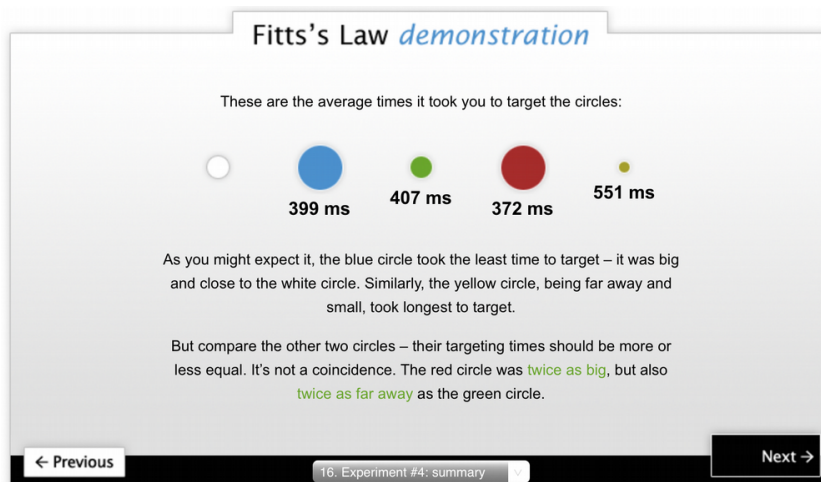 Fitts's Law demonstration
These are the average times it took you to target the circles:
399 ms
407 ms
372 ms
551 ms
As you might expect it, the blue circle took the least time to target – it was big
and close to the white circle. Similarly, the yellow circle, being far away and
small, took longest to target.
But compare the other two circles – their targeting times should be more or
less equal. It's not a coincidence. The red circle was twice as big, but also
twice as far away as the green circle.
← Previous
16. Experiment #4: summary
Next →